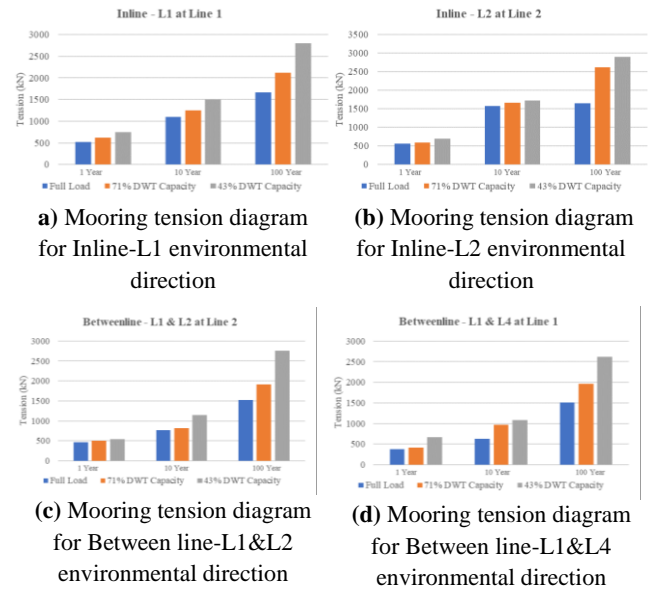 Inline - L1 at Line 1
Tension (kN)
3000
2500
2000
1500
1000
500
0
1 Year
10 Year
100 Year
Full Load
71% DWT Capacity
43% DWT Capacity
a) Mooring tension diagram
for Inline-L1 environmental
direction
Inline - L2 at Line 2
Tension (kN)
3500
3000
2500
2000
1500
1000
500
0
1 Year
10 Year
100 Year
Full Load
71% DWT Capacity
43% DWT Capacity
(b) Mooring tension diagram
for Inline-L2 environmental
direction
Betweenline - L1 & L2 at Line 2
Tension (kN)
3000
2500
2000
1500
1000
500
0
1 Year
10 Year
100 Year
Full Load
71% DWT Capacity
43% DWT Capacity
(c) Mooring tension diagram
for Between line-L1&L2
environmental direction
Betweenline - L1 & L4 at Line 1
Tension (kN)
3000
2500
2000
1500
1000
500
0
1 Year
10 Year
100 Year
Full Load
71% DWT Capacity
43% DWT Capacity
(d) Mooring tension diagram
for Between line-L1&L4
environmental direction